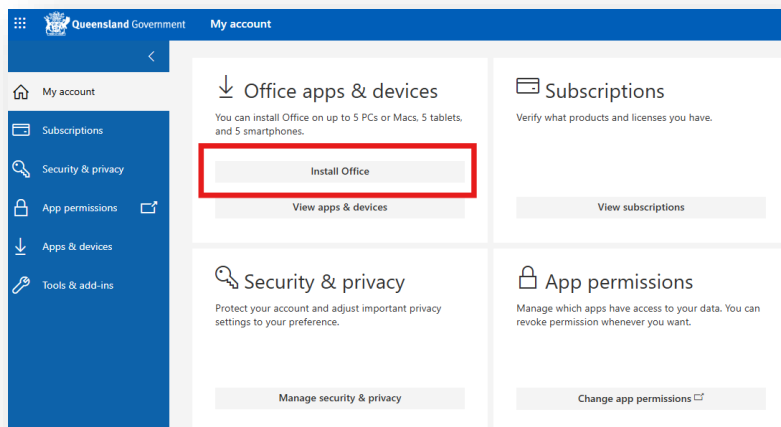 Queensland Government My account
My account
Subscriptions
Security & privacy
App permissions
Apps & devices
Tools & add-ins
Office apps & devices
You can install Office on up to 5 PCs or Macs, 5 tablets,
and 5 smartphones.
Install Office
View apps & devices
Subscriptions
Verify what products and licenses you have.
View subscriptions
Security & privacy
Protect your account and adjust important privacy
settings to your preference.
Manage security & privacy
App permissions
Manage which apps have access to your data. You can
revoke permission whenever you want.
Change app permissions